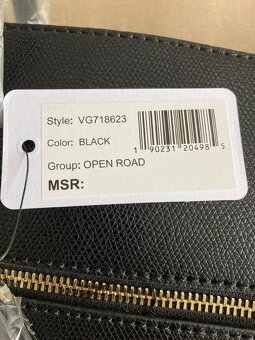 Style: VG718623
Color: BLACK
1 90231 20498 5
Group: OPEN ROAD
MSR: